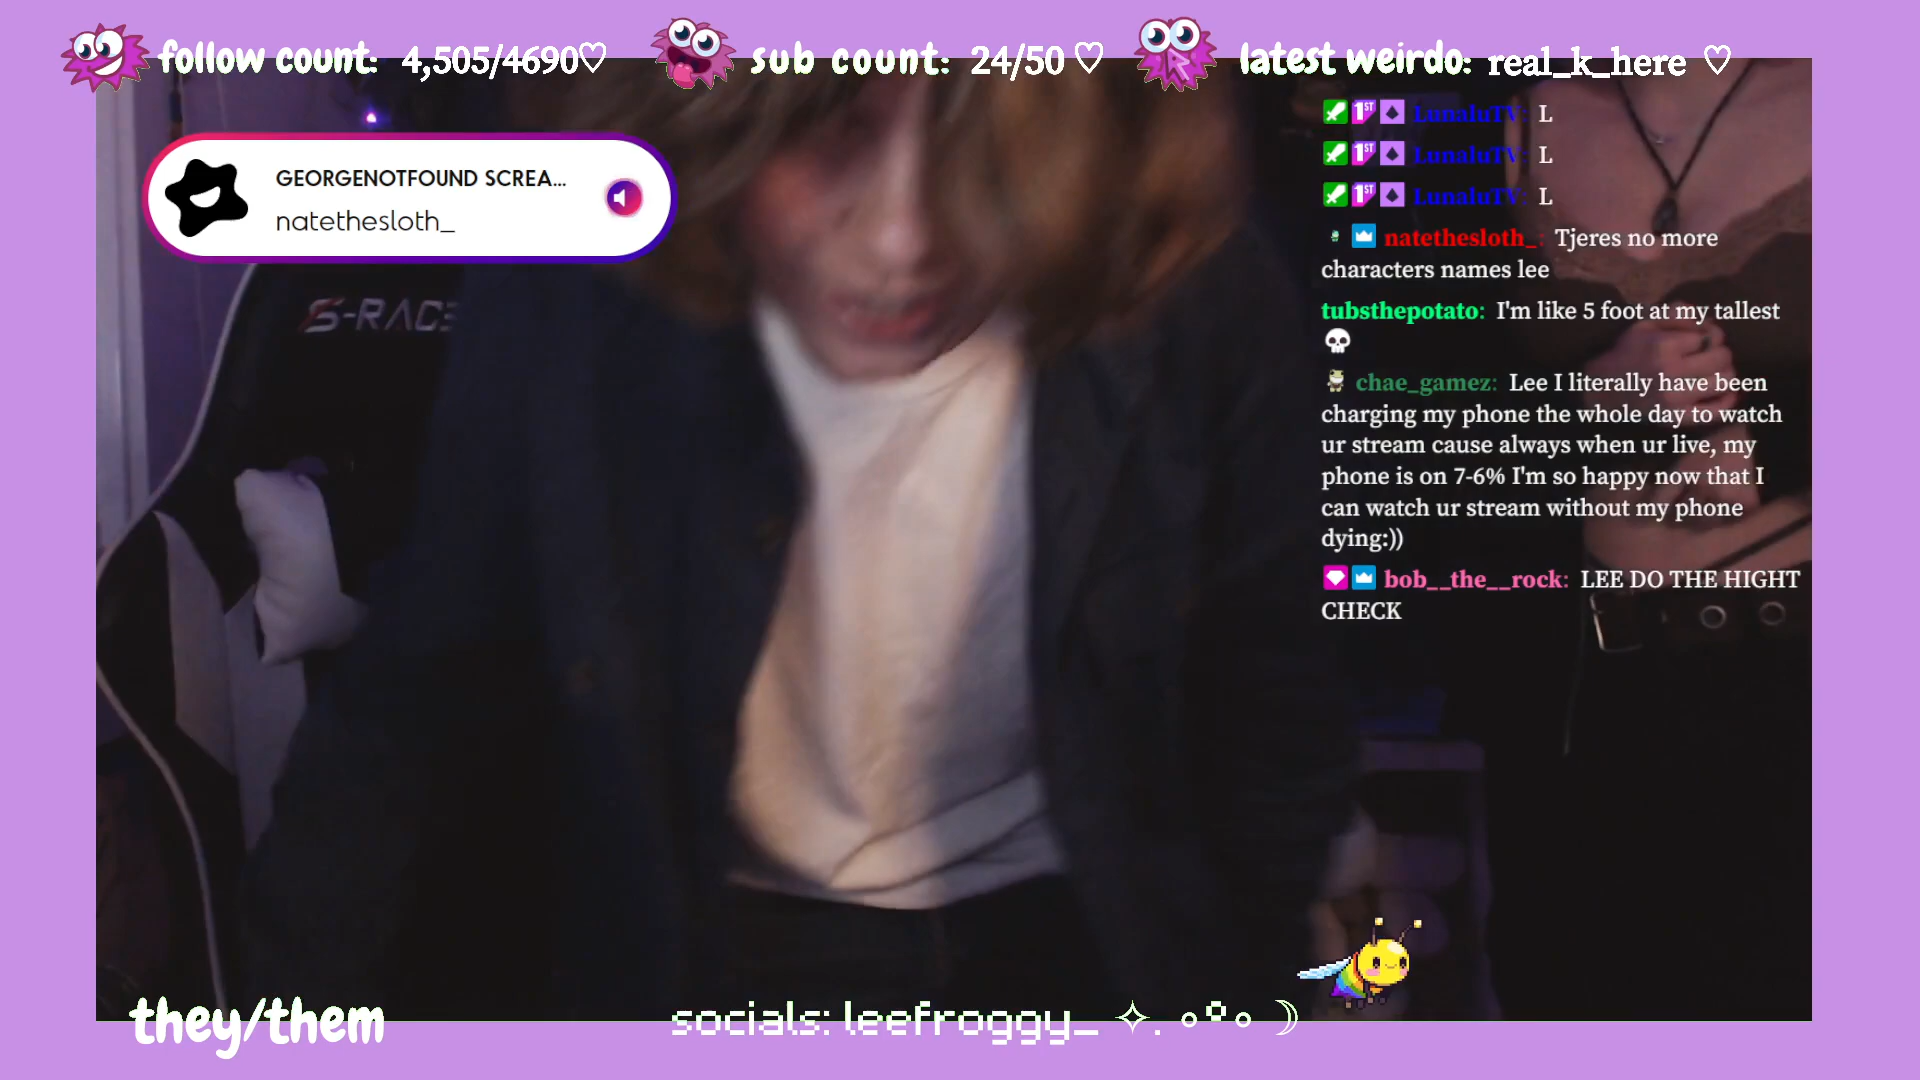 follow count: 4,505/4690♡
sub count: 24/50 ♡
latest weirdo: real_k_here ♡
GEORGENOTFOUND SCREA...
natethesloth_
S-RACE
1ST LunaluTV: L
1ST LunaluTV: L
1ST LunaluTV: L
natethesloth_: Tjeres no more
characters names lee
tubsthepotato: I'm like 5 foot at my tallest
💀
chae_gamez: Lee I literally have been
charging my phone the whole day to watch
ur stream cause always when ur live, my
phone is on 7-6% I'm so happy now that I
can watch ur stream without my phone
dying:))
bob__the__rock: LEE DO THE HIGHT
CHECK
they/them
socials: leefroggy_ ✧. ∘°∘ ☽